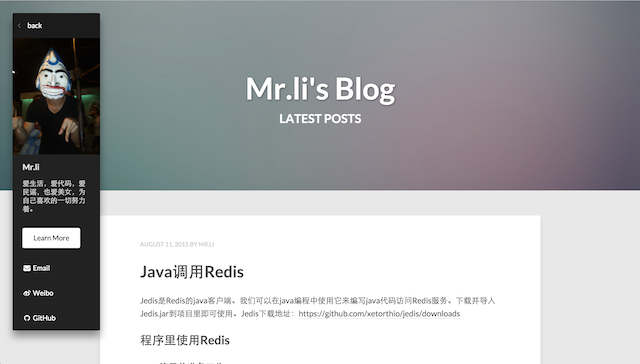 back
Mr.li
爱生活，爱代码，爱
民谣，也爱美女，为
自己喜欢的一切努力
着。
Learn More
Email
Weibo
GitHub
Mr.li's Blog
LATEST POSTS
AUGUST 11, 2015 BY MR.LI
Java调用Redis
Jedis是Redis的java客户端。我们可以在java编程中使用它来编写java代码访问Redis服务。下载并导入
Jedis.jar到项目里即可使用。Jedis下载地址：https://github.com/xetorthio/jedis/downloads
程序里使用Redis